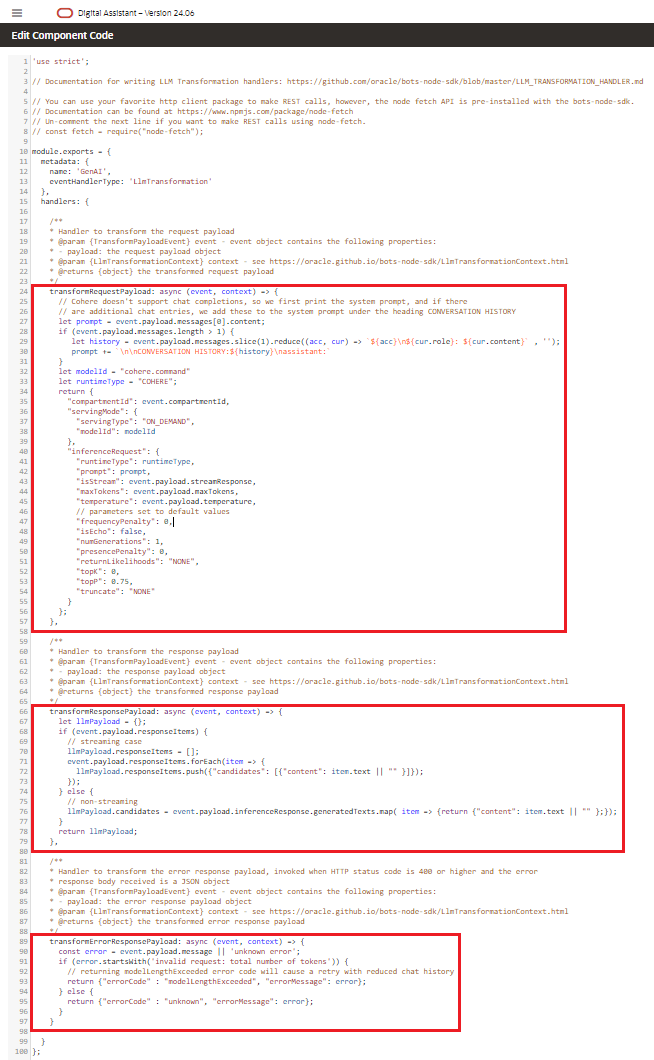 Digital Assistant – Version 24.06
Edit Component Code
1 'use strict';
2
3 // Documentation for writing LLM Transformation handlers: https://github.com/oracle/bots-node-sdk/blob/master/LLM_TRANSFORMATION_HANDLER.md
4
5 // You can use your favorite http client package to make REST calls, however, the node fetch API is pre-installed with the bots-node-sdk.
6 // Documentation can be found at https://www.npmjs.com/package/node-fetch
7 // Un-comment the next line if you want to make REST calls using node-fetch.
8 // const fetch = require("node-fetch");
9
10 module.exports = {
11   metadata: {
12     name: 'GenAI',
13     eventHandlerType: 'LlmTransformation'
14   },
15   handlers: {
16
17     /**
18     * Handler to transform the request payload
19     * @param {TransformPayloadEvent} event - event object contains the following properties:
20     * - payload: the request payload object
21     * @param {LlmTransformationContext} context - see https://oracle.github.io/bots-node-sdk/LlmTransformationContext.html
22     * @returns {object} the transformed request payload
23     */
24     transformRequestPayload: async (event, context) => {
25       // Cohere doesn't support chat completions, so we first print the system prompt, and if there
26       // are additional chat entries, we add these to the system prompt under the heading CONVERSATION HISTORY
27       let prompt = event.payload.messages[0].content;
28       if (event.payload.messages.length > 1) {
29          let history = event.payload.messages.slice(1).reduce((acc, cur) => `${acc}\n${cur.role}: ${cur.content}` , '');
30          prompt += `\n\nCONVERSATION HISTORY:${history}\nassistant:`
31       }
32       let modelId = "cohere.command"
33       let runtimeType = "COHERE";
34       return {
35         "compartmentId": event.compartmentId,
36         "servingMode": {
37           "servingType": "ON_DEMAND",
38           "modelId": modelId
39         },
40         "inferenceRequest": {
41           "runtimeType": runtimeType,
42           "prompt": prompt,
43           "isStream": event.payload.streamResponse,
44           "maxTokens": event.payload.maxTokens,
45           "temperature": event.payload.temperature,
46           // parameters set to default values
47           "frequencyPenalty": 0,
48           "isEcho": false,
49           "numGenerations": 1,
50           "presencePenalty": 0,
51           "returnLikelihoods": "NONE",
52           "topK": 0,
53           "topP": 0.75,
54           "truncate": "NONE"
55         }
56       };
57     },
58
59     /**
60     * Handler to transform the response payload
61     * @param {TransformPayloadEvent} event - event object contains the following properties:
62     * - payload: the response payload object
63     * @param {LlmTransformationContext} context - see https://oracle.github.io/bots-node-sdk/LlmTransformationContext.html
64     * @returns {object} the transformed response payload
65     */
66     transformResponsePayload: async (event, context) => {
67       let llmPayload = {};
68       if (event.payload.responseItems) {
69         // streaming case
70         llmPayload.responseItems = [];
71         event.payload.responseItems.forEach(item => {
72           llmPayload.responseItems.push({"candidates": [{"content": item.text || "" }]});
73         });
74       } else {
75         // non-streaming
76         llmPayload.candidates = event.payload.inferenceResponse.generatedTexts.map( item => {return {"content": item.text || "" };});
77       }
78       return llmPayload;
79     },
80
81     /**
82     * Handler to transform the error response payload, invoked when HTTP status code is 400 or higher and the error
83     * response body received is a JSON object
84     * @param {TransformPayloadEvent} event - event object contains the following properties:
85     * - payload: the error response payload object
86     * @param {LlmTransformationContext} context - see https://oracle.github.io/bots-node-sdk/LlmTransformationContext.html
87     * @returns {object} the transformed error response payload
88     */
89     transformErrorResponsePayload: async (event, context) => {
90       const error = event.payload.message || 'unknown error';
91       if (error.startsWith('invalid request: total number of tokens')) {
92         // returning modelLengthExceeded error code will cause a retry with reduced chat history
93         return {"errorCode" : "modelLengthExceeded", "errorMessage": error};
94       } else {
95         return {"errorCode" : "unknown", "errorMessage": error};
96       }
97     }
98
99   }
100 };